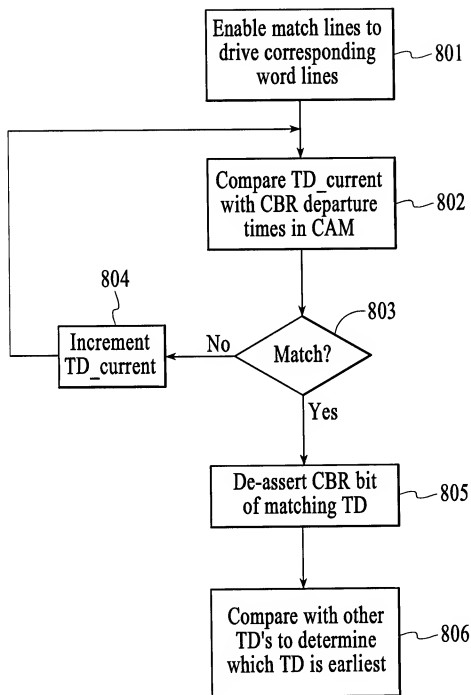 Enable match lines to
drive corresponding
word lines
801
Compare TD_current
with CBR departure
times in CAM
802
804
Increment
TD_current
No
Match?
803
Yes
De-assert CBR bit
of matching TD
805
Compare with other
TD's to determine
which TD is earliest
806